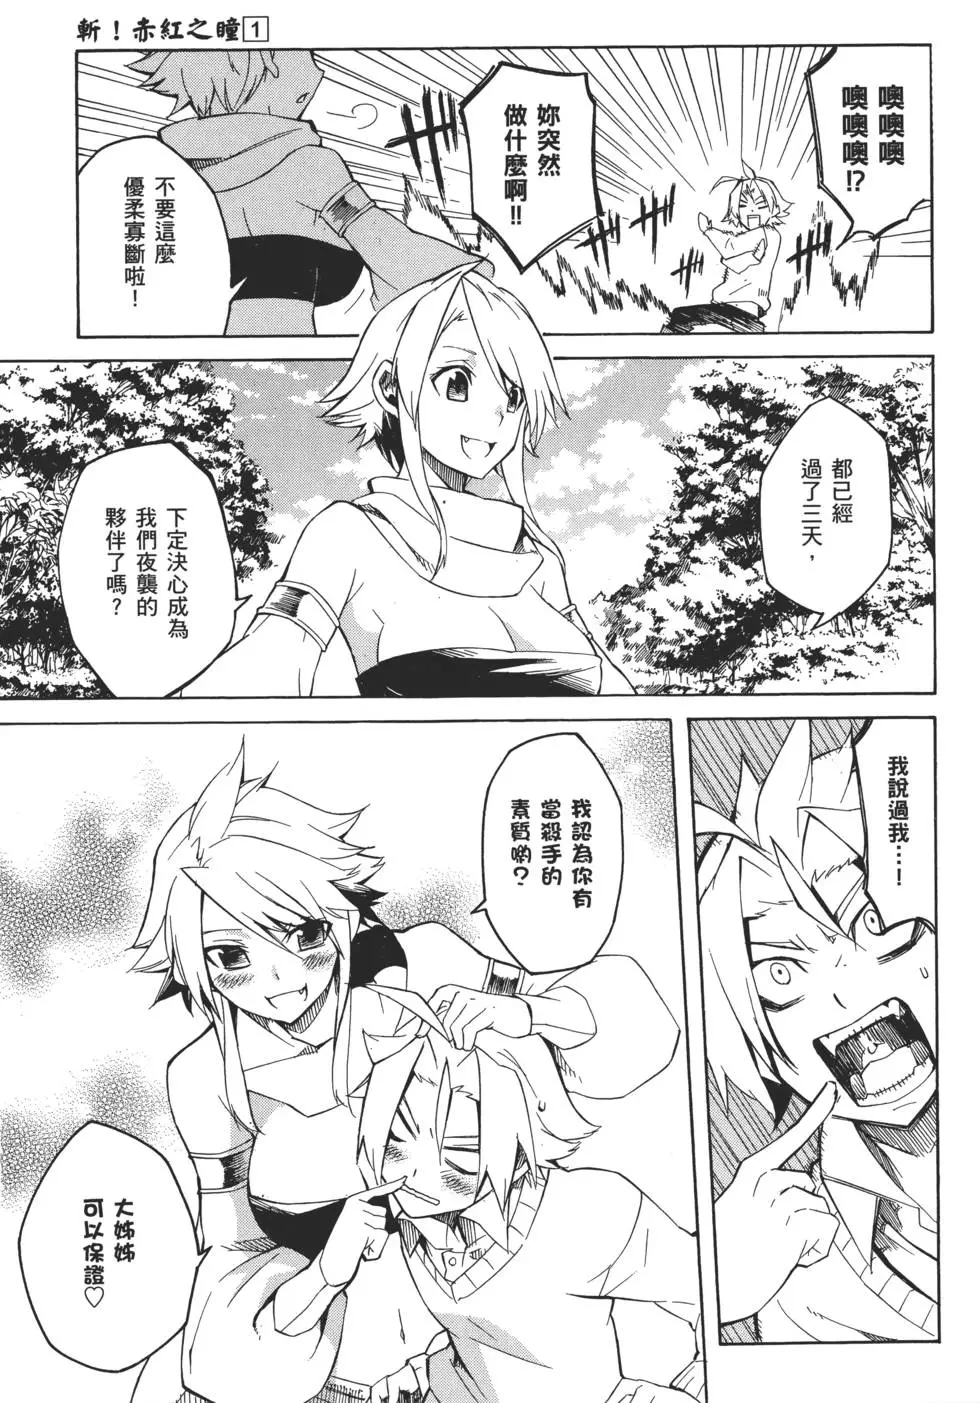 斬！赤紅之瞳1
噢噢噢
噢噢噢!?
妳突然
做什麼啊!!
不要這麼
優柔寡斷啦！
都已經
過了三天，
下定決心成為
我們夜襲的
夥伴了嗎？
我說過我…！
我認為你有
當殺手的
素質喲？
大姊姊
可以保證♡